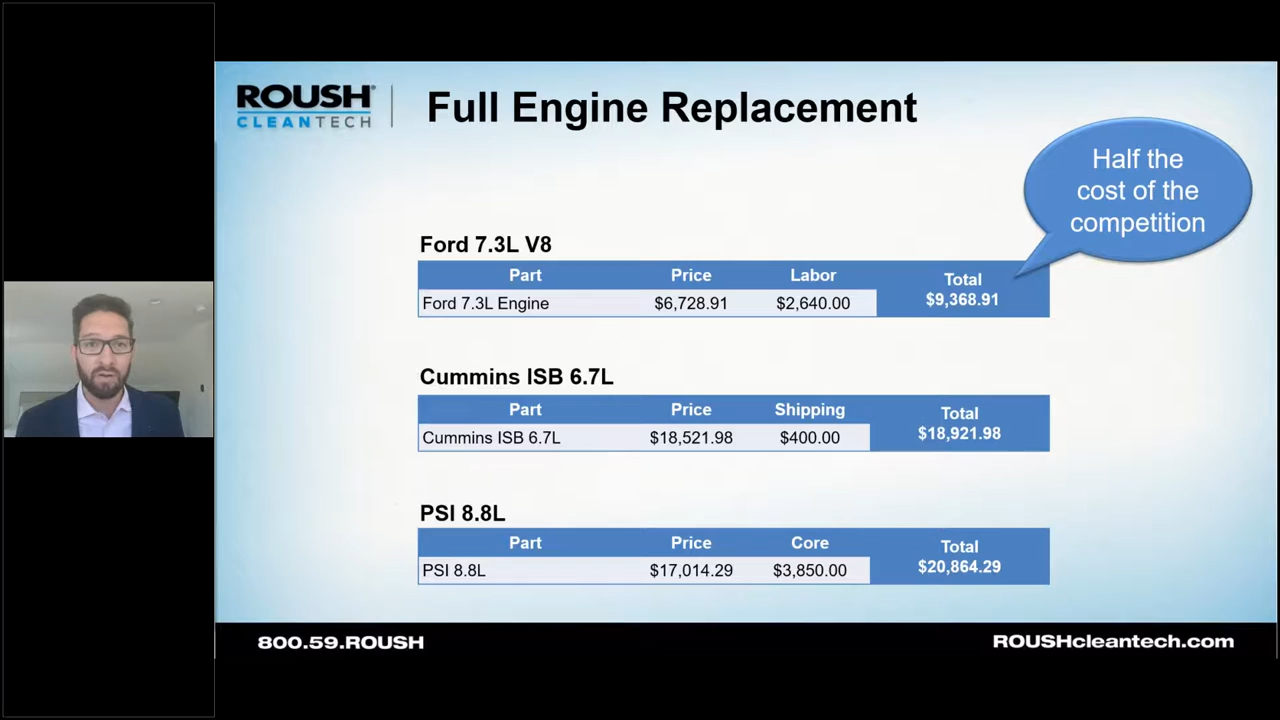 ROUSH
CLEANTECH
Full Engine Replacement
Half the
cost of the
competition
Ford 7.3L V8
Part Price Labor Total
Ford 7.3L Engine $6,728.91 $2,640.00 $9,368.91
Cummins ISB 6.7L
Part Price Shipping Total
Cummins ISB 6.7L $18,521.98 $400.00 $18,921.98
PSI 8.8L
Part Price Core Total
PSI 8.8L $17,014.29 $3,850.00 $20,864.29
800.59.ROUSH
ROUSHcleantech.com